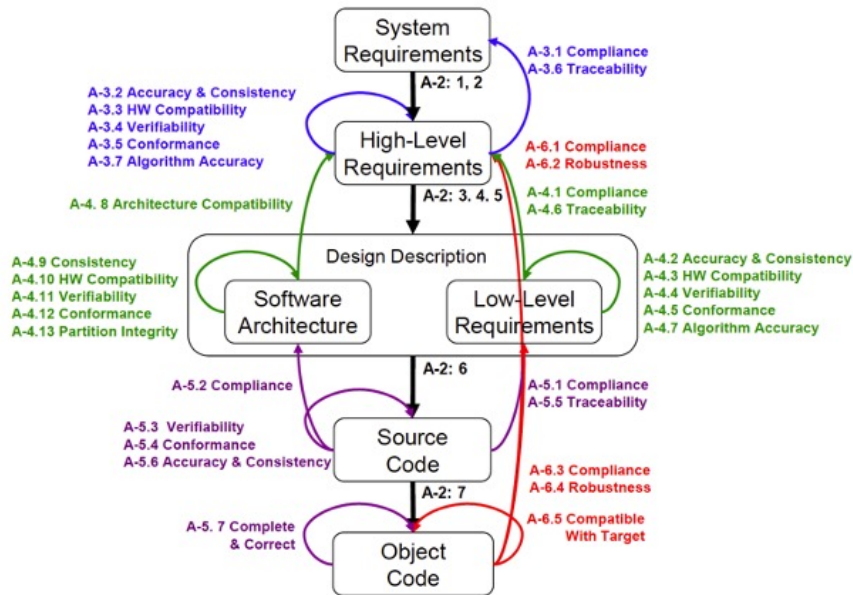 System
Requirements
A-3.1 Compliance
A-3.6 Traceability
A-2: 1, 2
A-3.2 Accuracy & Consistency
A-3.3 HW Compatibility
A-3.4 Verifiability
A-3.5 Conformance
A-3.7 Algorithm Accuracy
High-Level
Requirements
A-6.1 Compliance
A-6.2 Robustness
A-2: 3. 4. 5
A-4.1 Compliance
A-4.6 Traceability
A-4. 8 Architecture Compatibility
Design Description
A-4.9 Consistency
A-4.10 HW Compatibility
A-4.11 Verifiability
A-4.12 Conformance
A-4.13 Partition Integrity
Software
Architecture
Low-Level
Requirements
A-4.2 Accuracy & Consistency
A-4.3 HW Compatibility
A-4.4 Verifiability
A-4.5 Conformance
A-4.7 Algorithm Accuracy
A-2: 6
A-5.2 Compliance
A-5.1 Compliance
A-5.5 Traceability
A-5.3 Verifiability
A-5.4 Conformance
A-5.6 Accuracy & Consistency
Source
Code
A-2: 7
A-6.3 Compliance
A-6.4 Robustness
A-5. 7 Complete
& Correct
A-6.5 Compatible
With Target
Object
Code